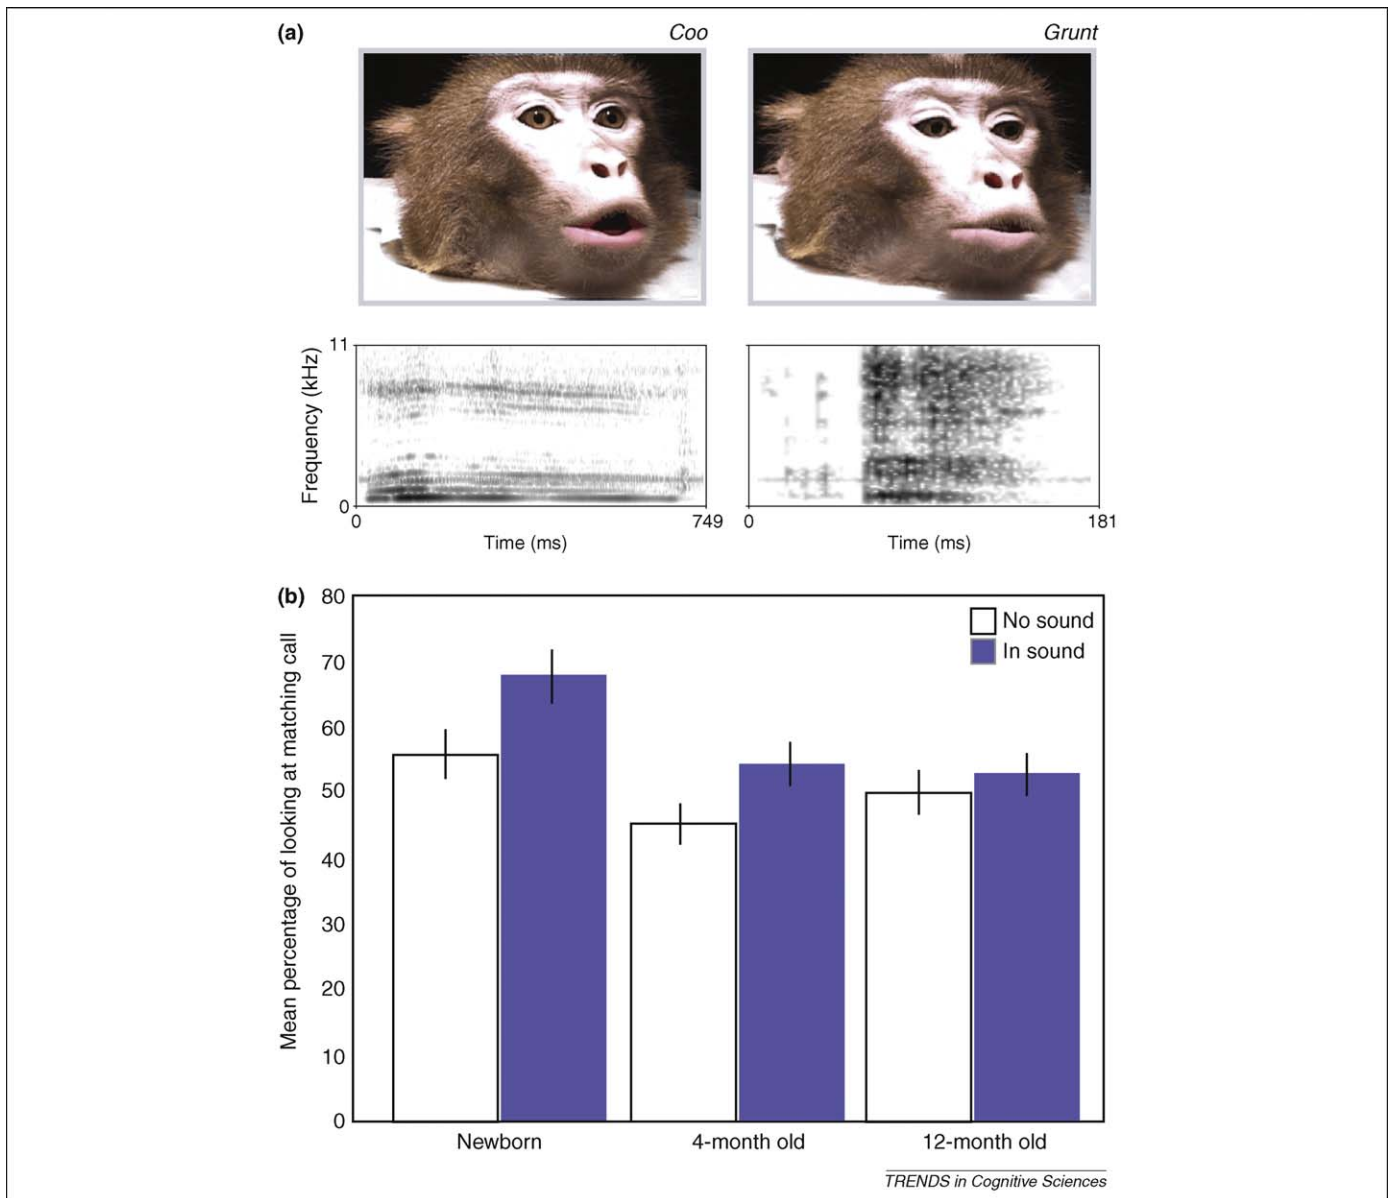 (a)
Coo
Grunt
11
Frequency (kHz)
0
0
749
Time (ms)
0
181
Time (ms)
(b)
80
70
60
50
40
30
20
10
0
Mean percentage of looking at matching call
No sound
In sound
Newborn
4-month old
12-month old
TRENDS in Cognitive Sciences